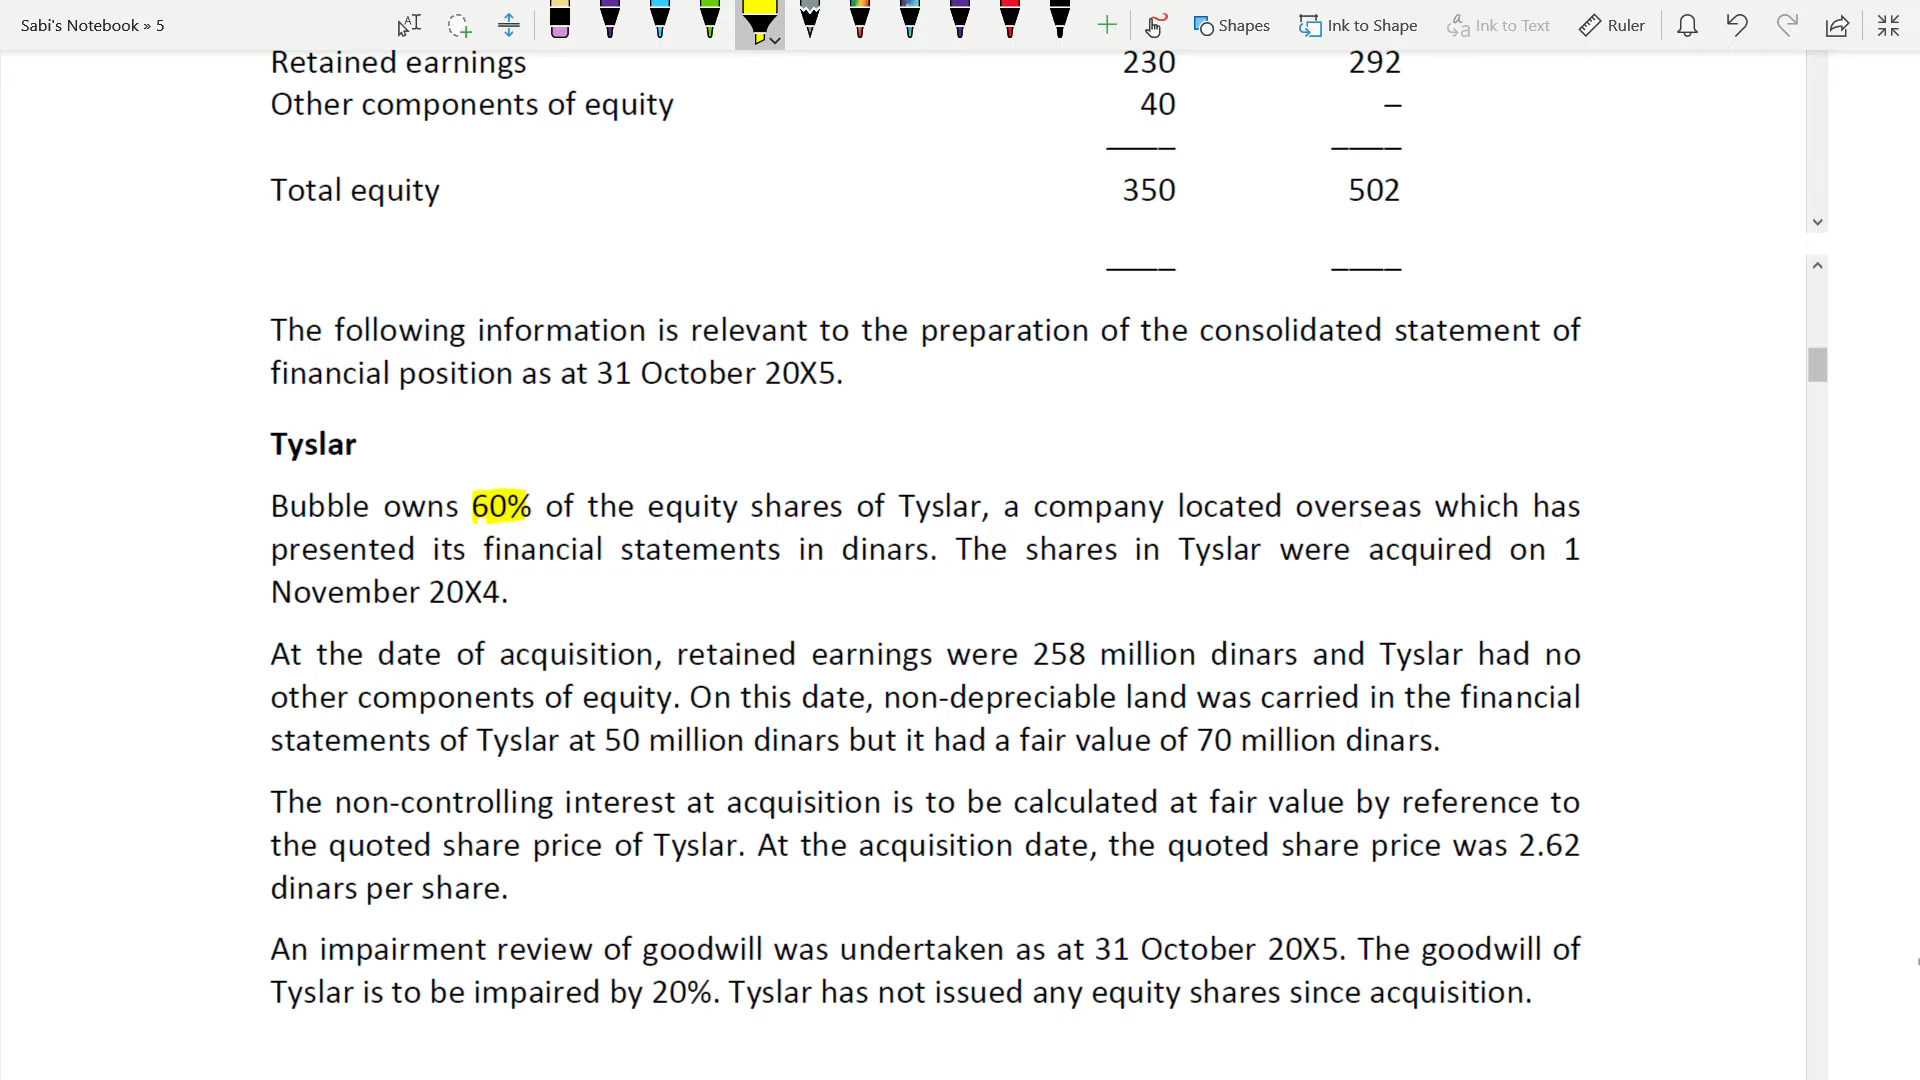 Sabi's Notebook » 5
Shapes
Ink to Shape
Ink to Text
Ruler
Retained earnings 230 292
Other components of equity 40 –
Total equity 350 502
The following information is relevant to the preparation of the consolidated statement of
financial position as at 31 October 20X5.
Tyslar
Bubble owns 60% of the equity shares of Tyslar, a company located overseas which has
presented its financial statements in dinars. The shares in Tyslar were acquired on 1
November 20X4.
At the date of acquisition, retained earnings were 258 million dinars and Tyslar had no
other components of equity. On this date, non-depreciable land was carried in the financial
statements of Tyslar at 50 million dinars but it had a fair value of 70 million dinars.
The non-controlling interest at acquisition is to be calculated at fair value by reference to
the quoted share price of Tyslar. At the acquisition date, the quoted share price was 2.62
dinars per share.
An impairment review of goodwill was undertaken as at 31 October 20X5. The goodwill of
Tyslar is to be impaired by 20%. Tyslar has not issued any equity shares since acquisition.